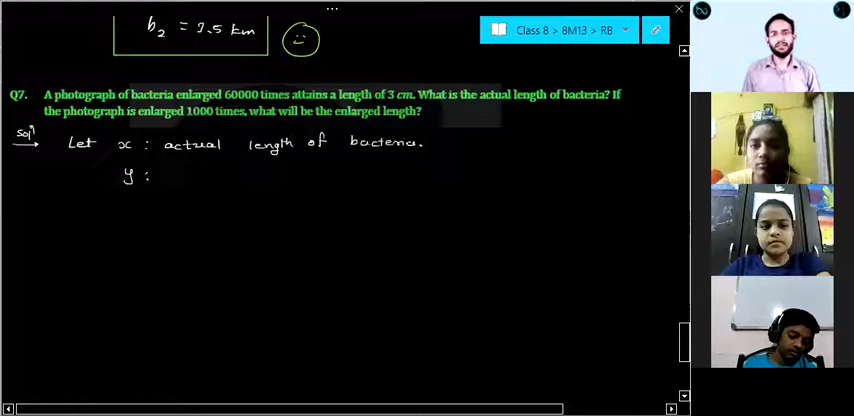 b₂ = 3.5 km
Class 8 > 8M13 > RB
Q7. A photograph of bacteria enlarged 60000 times attains a length of 3 cm. What is the actual length of bacteria? If
the photograph is enlarged 1000 times, what will be the enlarged length?
Solⁿ
Let x : actual length of bacteria.
y :